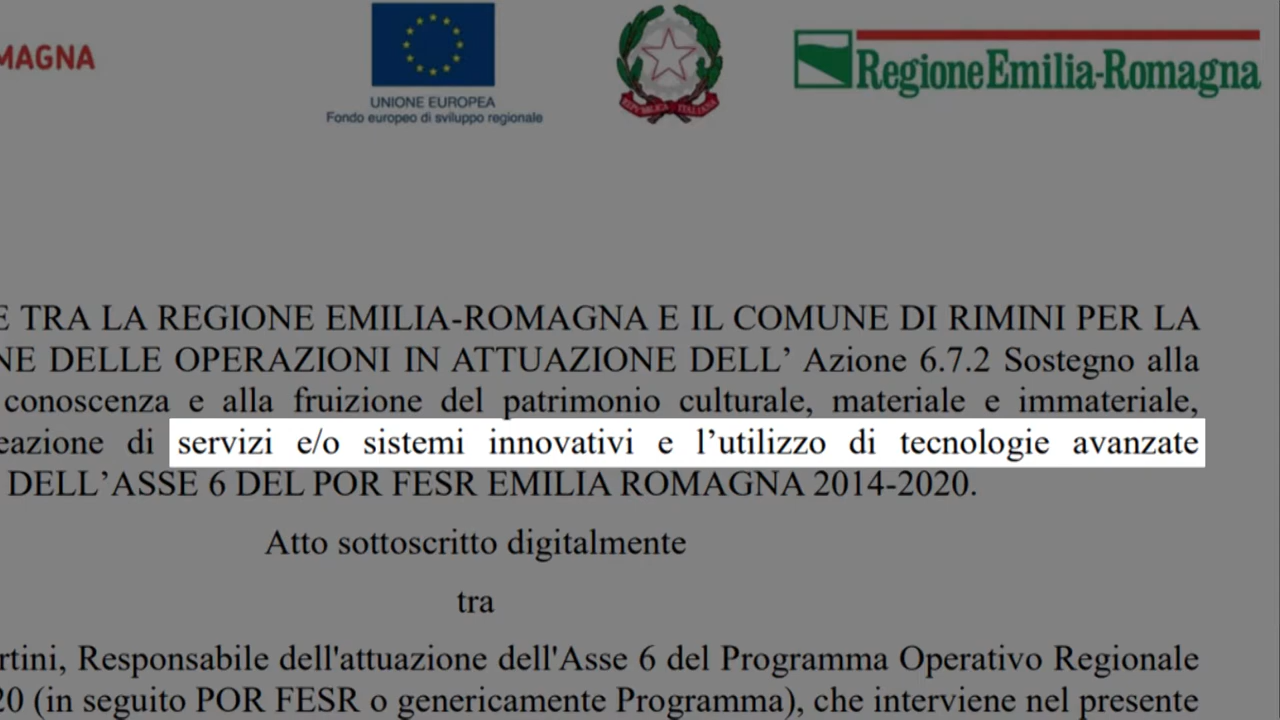 MAGNA
UNIONE EUROPEA
Fondo europeo di sviluppo regionale
REPVBBLICA ITALIANA
RegioneEmilia-Romagna
E TRA LA REGIONE EMILIA-ROMAGNA E IL COMUNE DI RIMINI PER LA
NE DELLE OPERAZIONI IN ATTUAZIONE DELL’ Azione 6.7.2 Sostegno alla
conoscenza e alla fruizione del patrimonio culturale, materiale e immateriale,
eazione di servizi e/o sistemi innovativi e l’utilizzo di tecnologie avanzate
DELL’ASSE 6 DEL POR FESR EMILIA ROMAGNA 2014-2020.
Atto sottoscritto digitalmente
tra
rtini, Responsabile dell'attuazione dell'Asse 6 del Programma Operativo Regionale
20 (in seguito POR FESR o genericamente Programma), che interviene nel presente